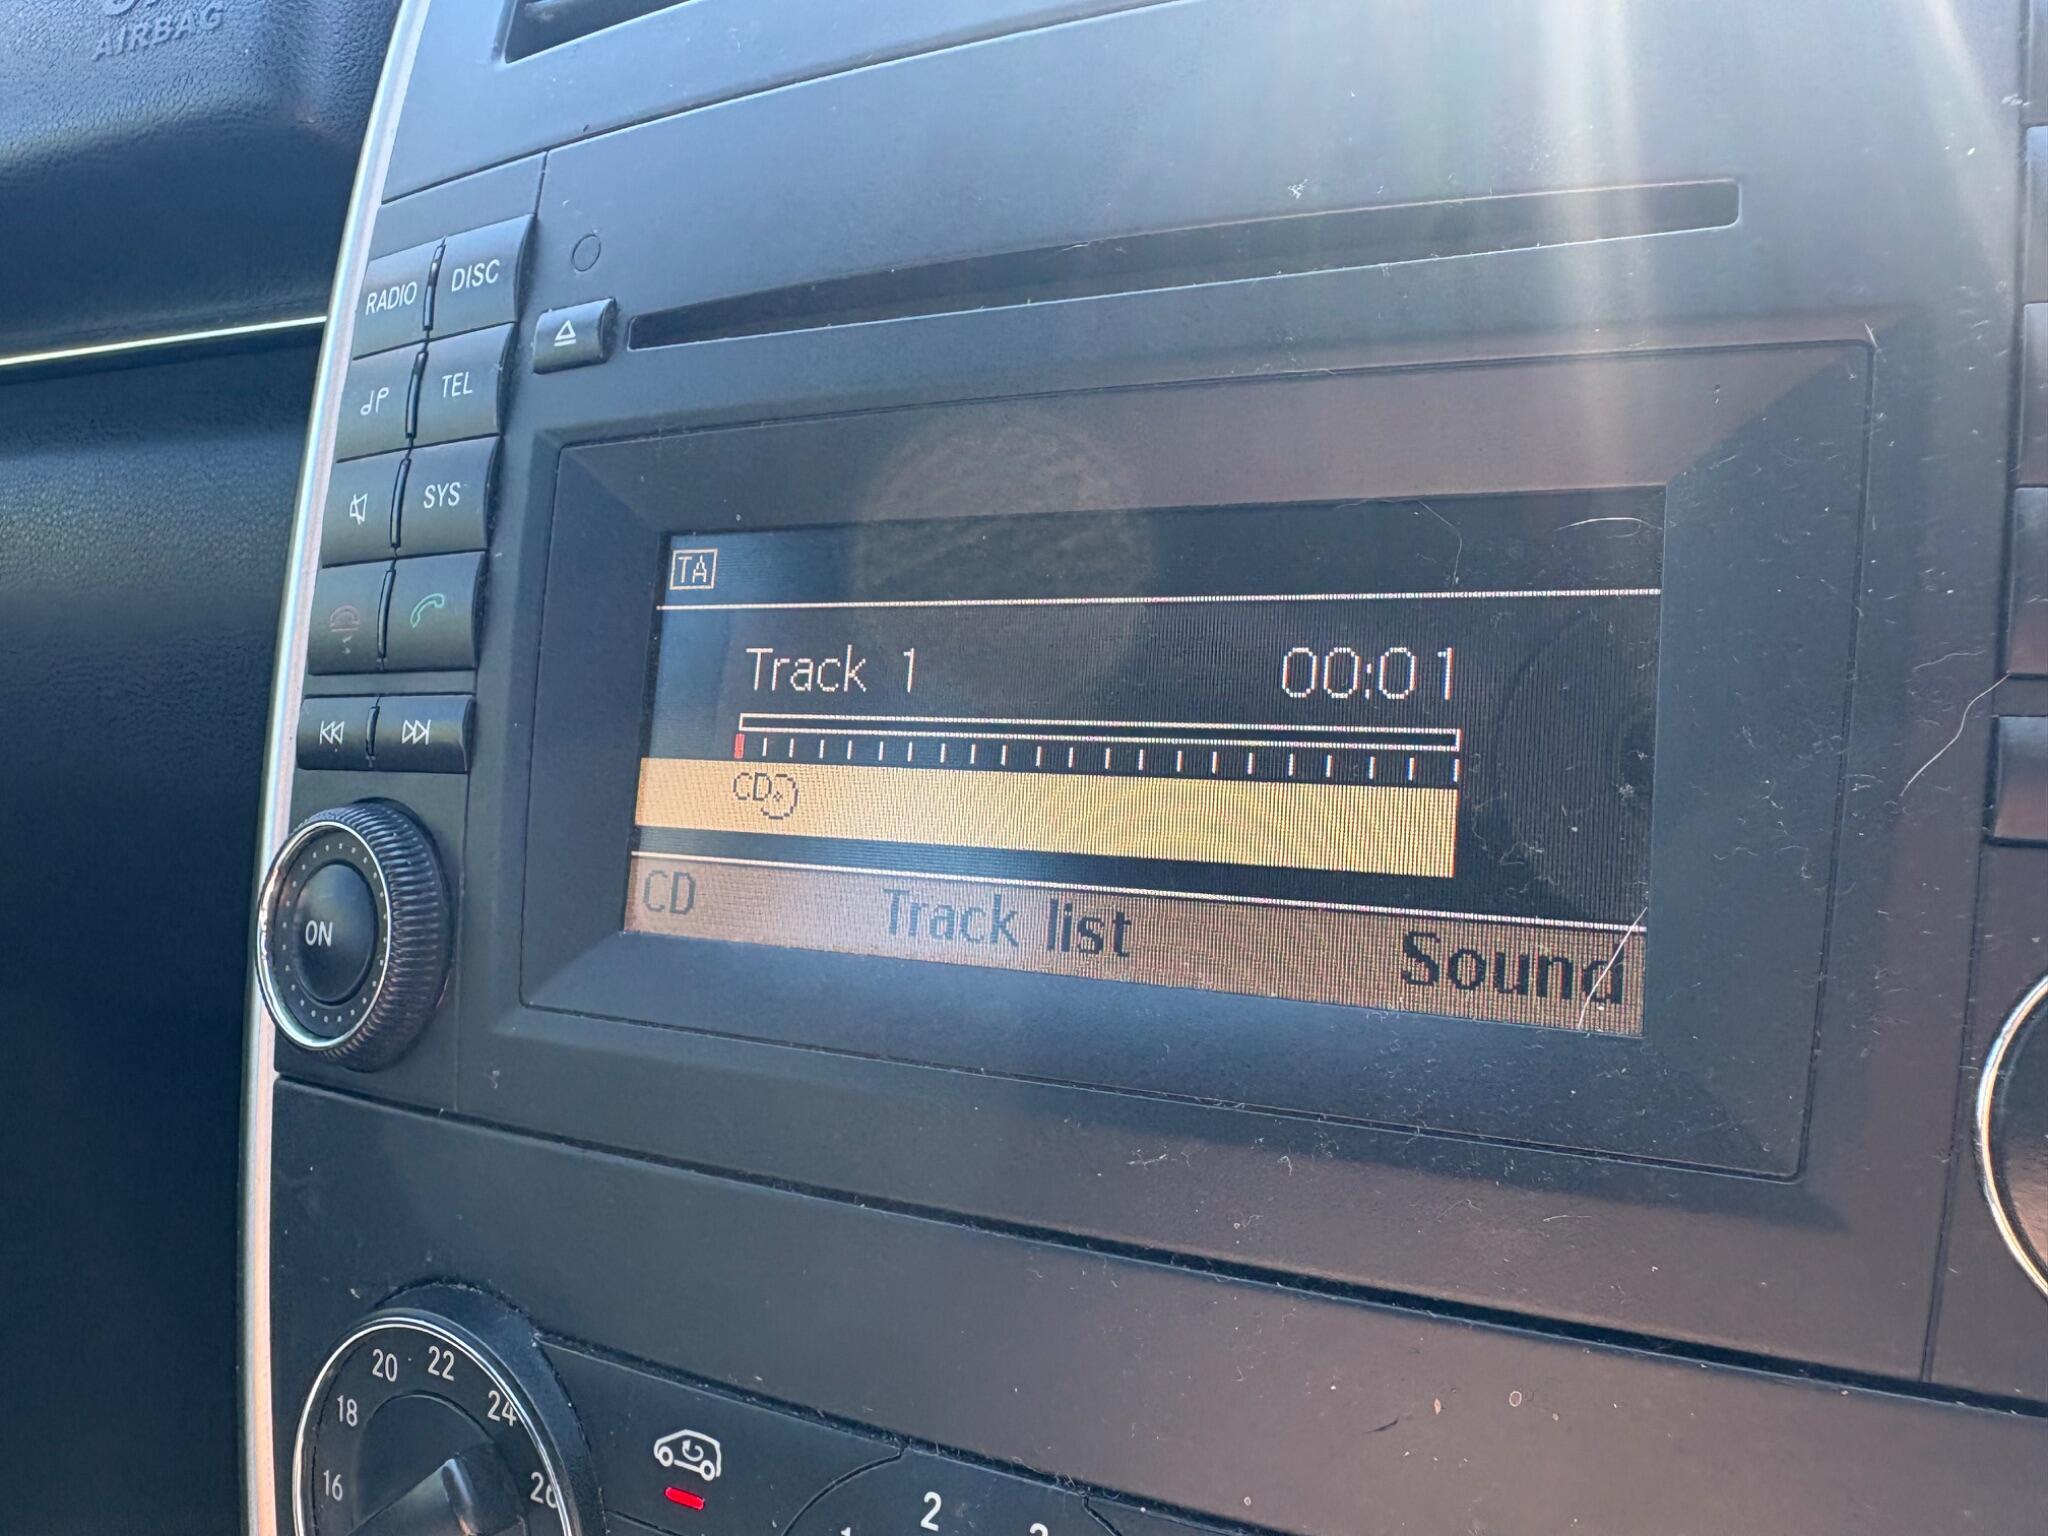 AIRBAG
RADIO DISC
TEL
SYS
TA
Track 1 00:01
CD
CD Track list Sound
ON
16 18 20 22 24 26
2